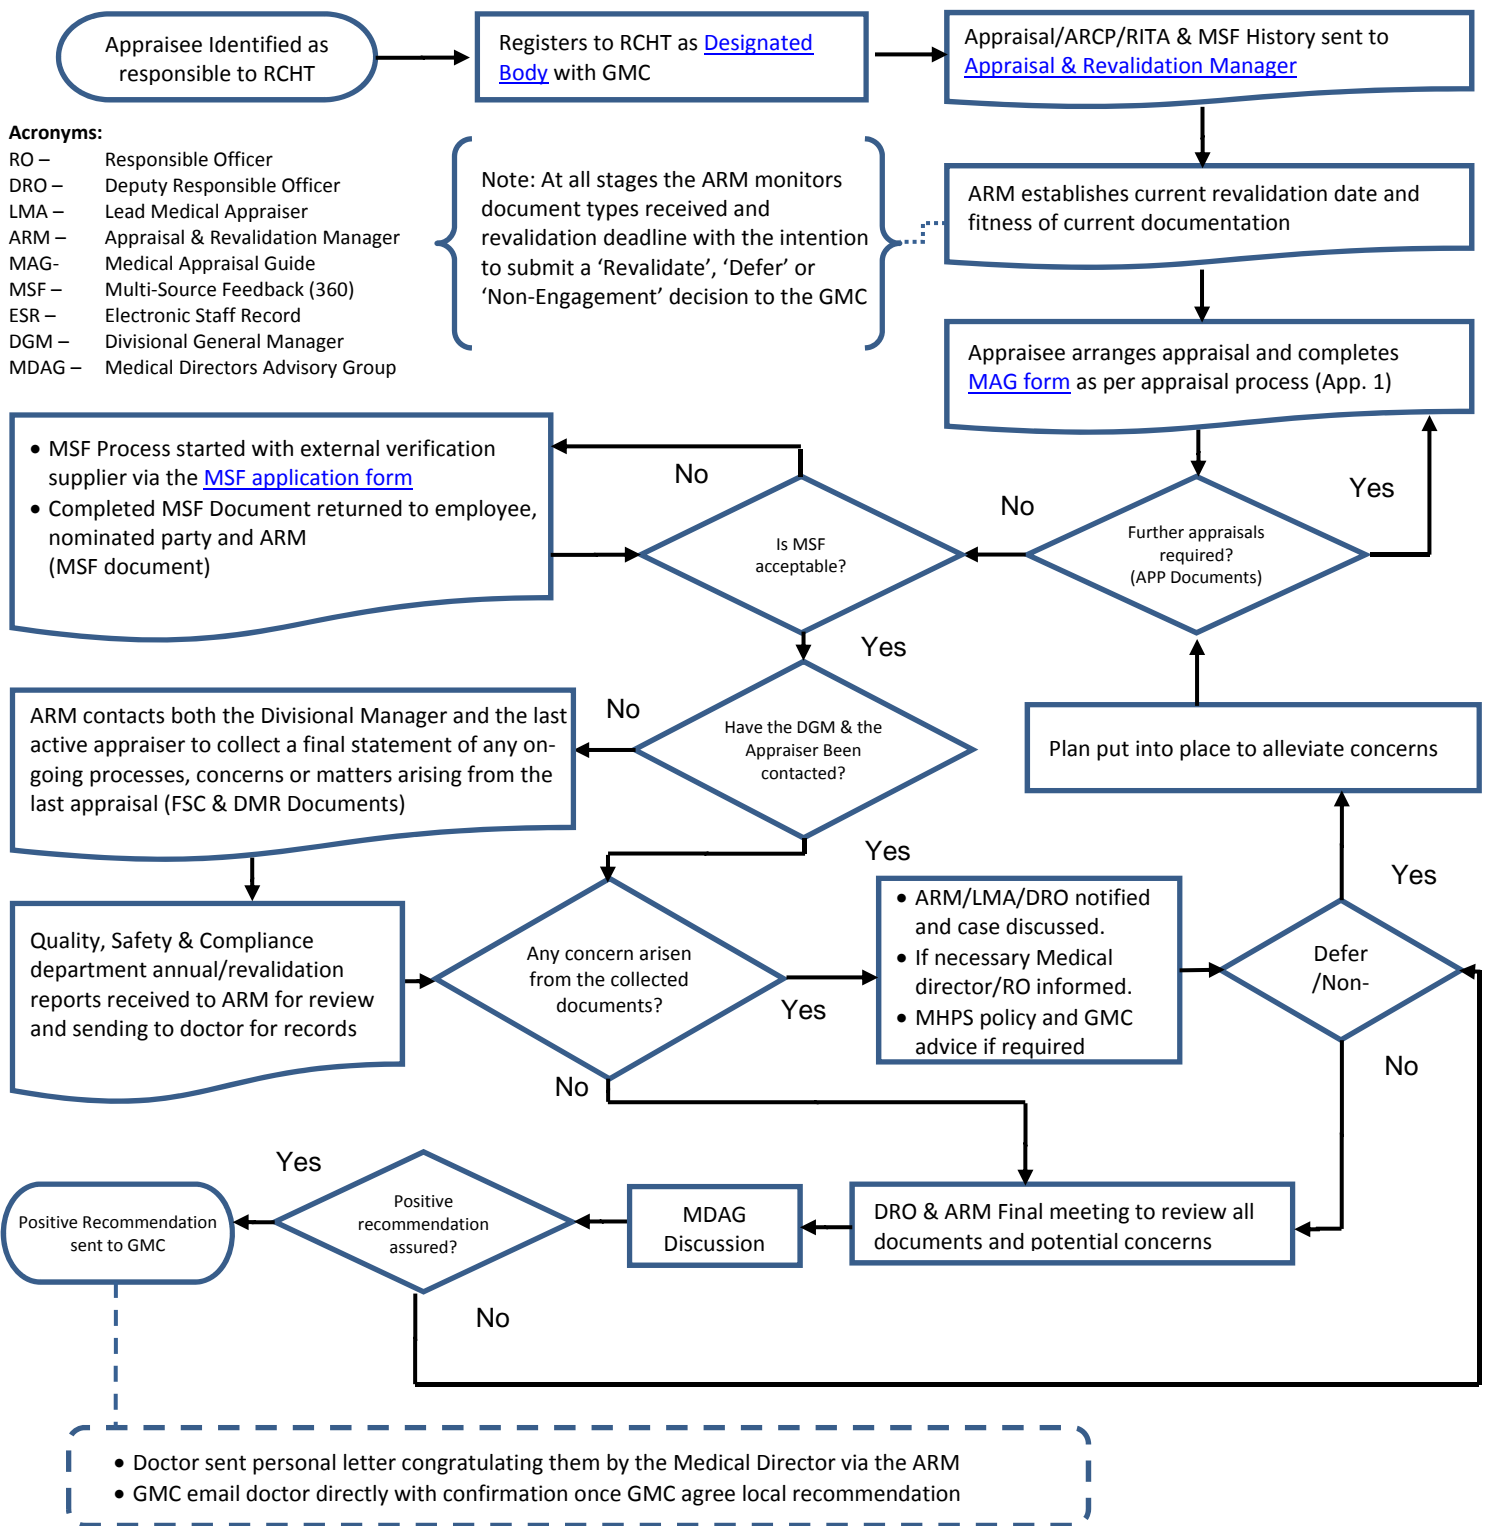 Appraisee Identified as
responsible to RCHT
Registers to RCHT as Designated
Body with GMC
Appraisal/ARCP/RITA & MSF History sent to
Appraisal & Revalidation Manager
Acronyms:
RO – Responsible Officer
DRO – Deputy Responsible Officer
LMA – Lead Medical Appraiser
ARM – Appraisal & Revalidation Manager
MAG- Medical Appraisal Guide
MSF – Multi-Source Feedback (360)
ESR – Electronic Staff Record
DGM – Divisional General Manager
MDAG – Medical Directors Advisory Group
Note: At all stages the ARM monitors
document types received and
revalidation deadline with the intention
to submit a ‘Revalidate’, ‘Defer’ or
‘Non-Engagement’ decision to the GMC
ARM establishes current revalidation date and
fitness of current documentation
Appraisee arranges appraisal and completes
MAG form as per appraisal process (App. 1)
• MSF Process started with external verification
supplier via the MSF application form
• Completed MSF Document returned to employee,
nominated party and ARM
(MSF document)
No
Is MSF
acceptable?
No
Further appraisals
required?
(APP Documents)
Yes
Yes
ARM contacts both the Divisional Manager and the last
active appraiser to collect a final statement of any on-
going processes, concerns or matters arising from the
last appraisal (FSC & DMR Documents)
No
Have the DGM & the
Appraiser Been
contacted?
Plan put into place to alleviate concerns
Yes
Yes
Quality, Safety & Compliance
department annual/revalidation
reports received to ARM for review
and sending to doctor for records
Any concern arisen
from the collected
documents?
Yes
• ARM/LMA/DRO notified
and case discussed.
• If necessary Medical
director/RO informed.
• MHPS policy and GMC
advice if required
Defer
/Non-
No
No
Yes
Positive Recommendation
sent to GMC
Positive
recommendation
assured?
MDAG
Discussion
DRO & ARM Final meeting to review all
documents and potential concerns
No
• Doctor sent personal letter congratulating them by the Medical Director via the ARM
• GMC email doctor directly with confirmation once GMC agree local recommendation